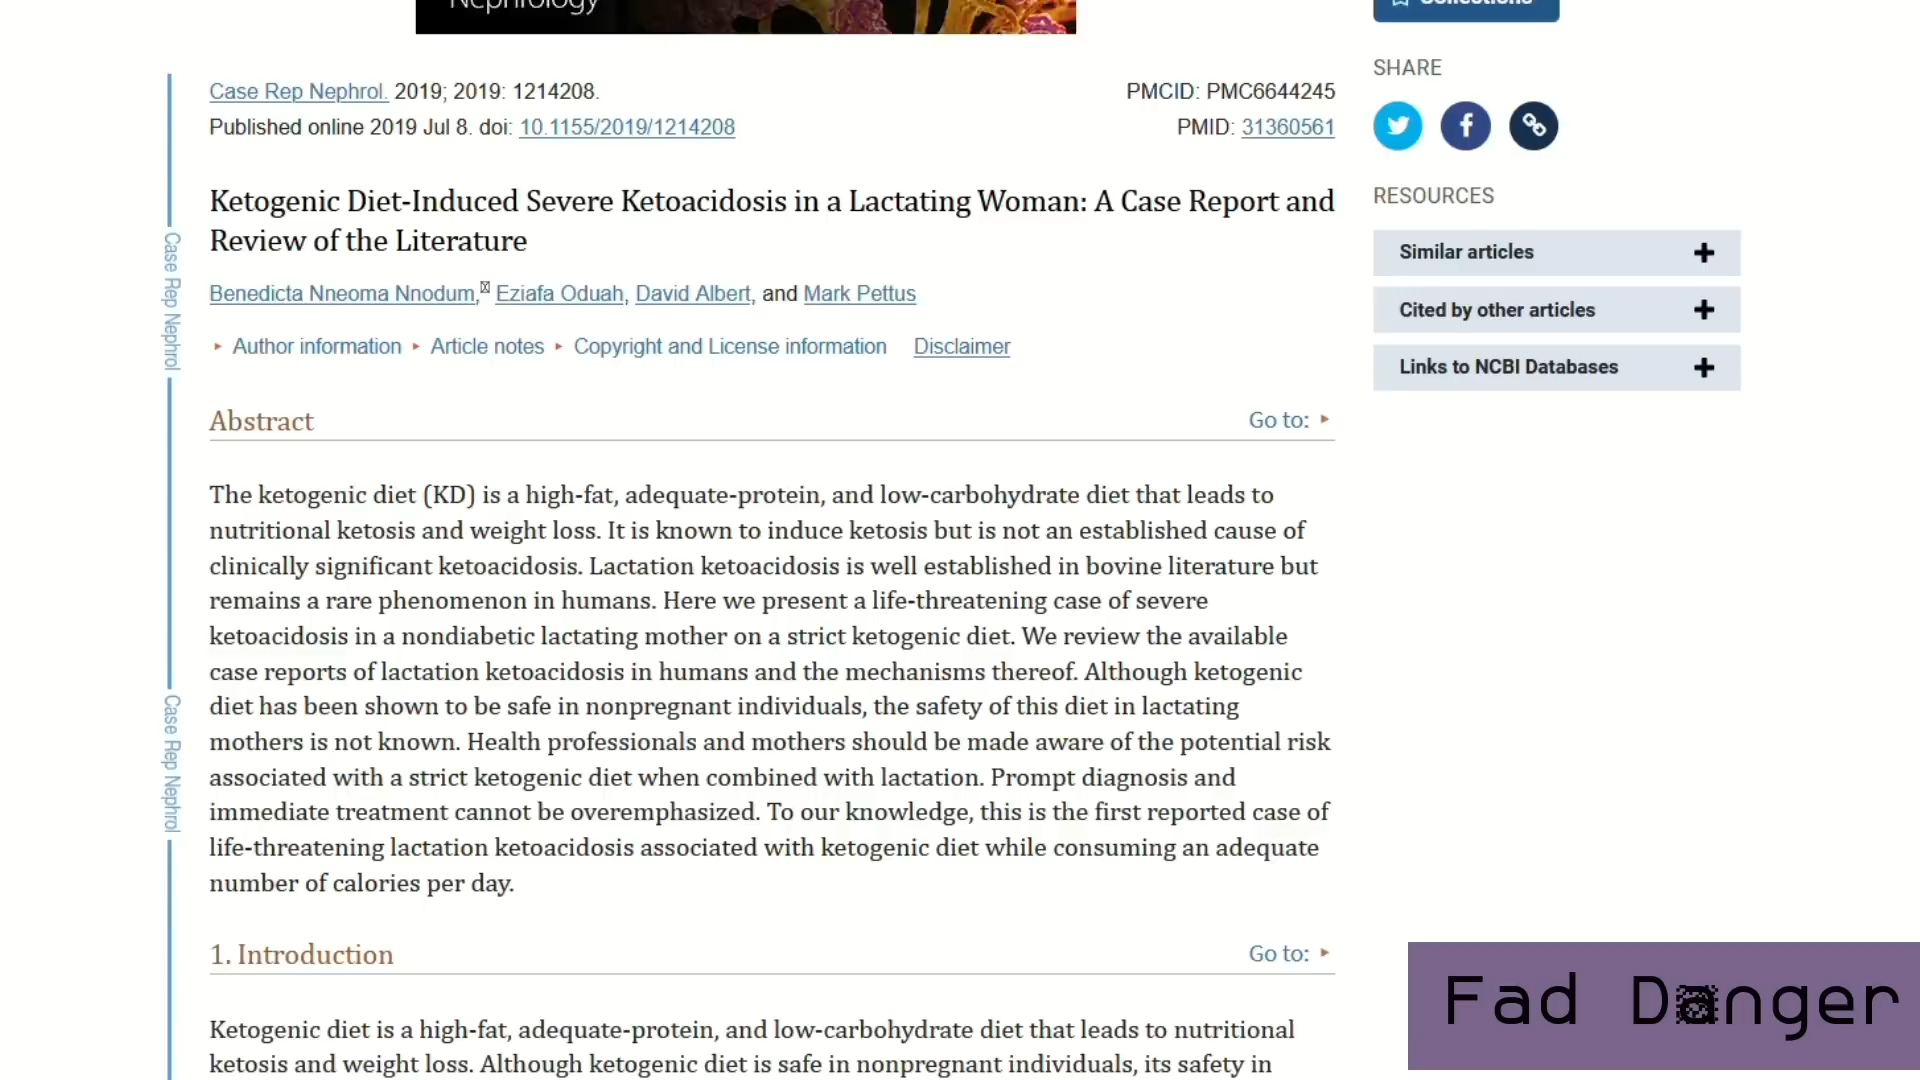 Nephrology
Collections
Case Rep Nephrol. 2019; 2019: 1214208.
PMCID: PMC6644245
Published online 2019 Jul 8. doi: 10.1155/2019/1214208
PMID: 31360561
SHARE
Ketogenic Diet-Induced Severe Ketoacidosis in a Lactating Woman: A Case Report and
Review of the Literature
RESOURCES
Similar articles
Cited by other articles
Links to NCBI Databases
Benedicta Nneoma Nnodum, Eziafa Oduah, David Albert, and Mark Pettus
Author information Article notes Copyright and License information Disclaimer
Case Rep Nephrol
Abstract
Go to:
The ketogenic diet (KD) is a high-fat, adequate-protein, and low-carbohydrate diet that leads to
nutritional ketosis and weight loss. It is known to induce ketosis but is not an established cause of
clinically significant ketoacidosis. Lactation ketoacidosis is well established in bovine literature but
remains a rare phenomenon in humans. Here we present a life-threatening case of severe
ketoacidosis in a nondiabetic lactating mother on a strict ketogenic diet. We review the available
case reports of lactation ketoacidosis in humans and the mechanisms thereof. Although ketogenic
diet has been shown to be safe in nonpregnant individuals, the safety of this diet in lactating
mothers is not known. Health professionals and mothers should be made aware of the potential risk
associated with a strict ketogenic diet when combined with lactation. Prompt diagnosis and
immediate treatment cannot be overemphasized. To our knowledge, this is the first reported case of
life-threatening lactation ketoacidosis associated with ketogenic diet while consuming an adequate
number of calories per day.
Case Rep Nephrol
1. Introduction
Go to:
Ketogenic diet is a high-fat, adequate-protein, and low-carbohydrate diet that leads to nutritional
ketosis and weight loss. Although ketogenic diet is safe in nonpregnant individuals, its safety in
Fad Danger